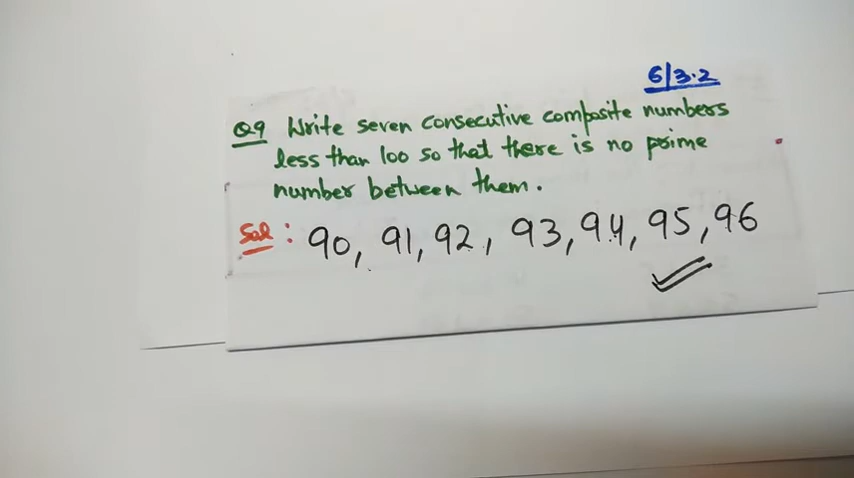 6/3.2
Q9 Write seven consecutive composite numbers
less than 100 so that there is no prime
number between them.
Sol: 90, 91, 92, 93, 94, 95, 96